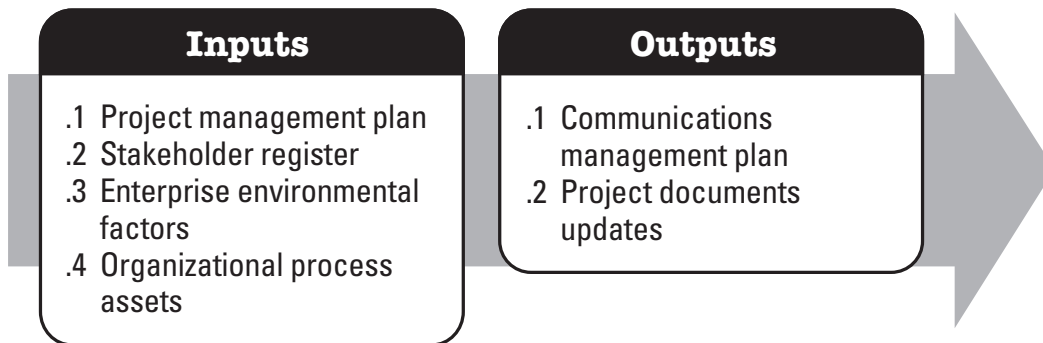 Inputs
.1 Project management plan
.2 Stakeholder register
.3 Enterprise environmental
factors
.4 Organizational process
assets
Outputs
.1 Communications
management plan
.2 Project documents
updates